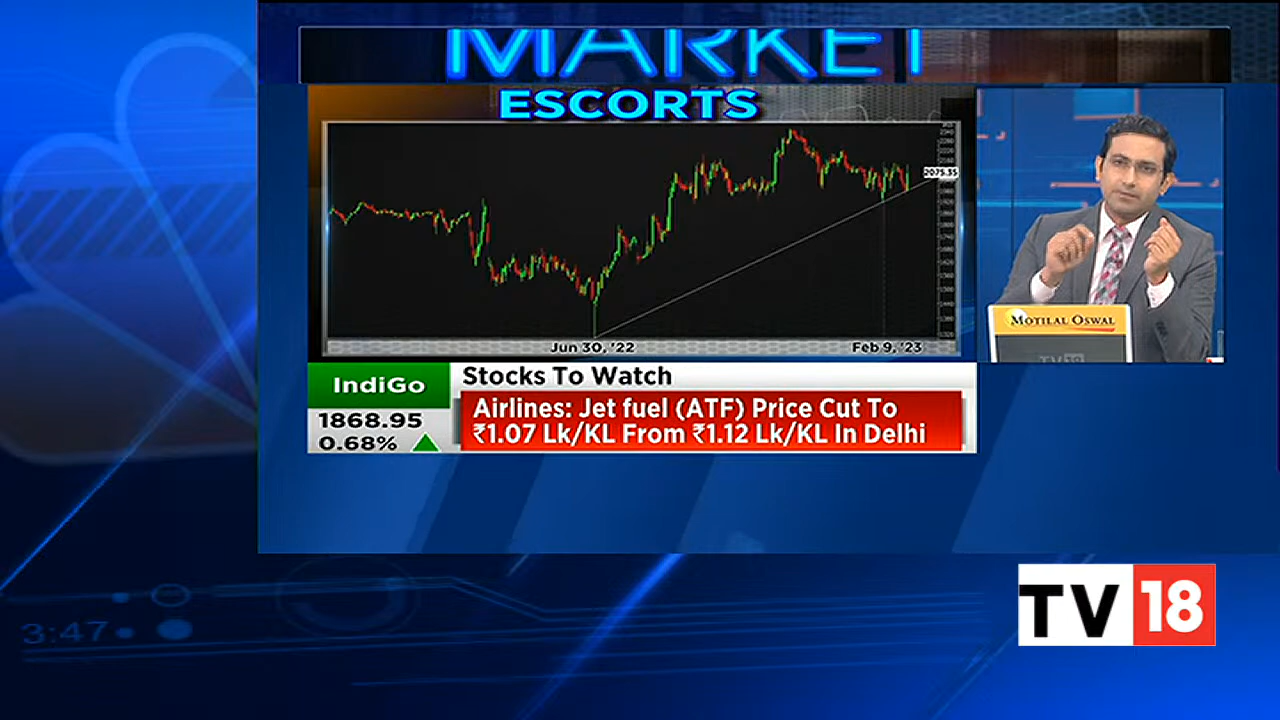 MARKET
ESCORTS
2075.35
Jun 30, '22
Feb 9, '23
MOTILAL OSWAL
TV18
IndiGo
1868.95
0.68%
Stocks To Watch
Airlines: Jet fuel (ATF) Price Cut To
₹1.07 Lk/KL From ₹1.12 Lk/KL In Delhi
3:47
TV18